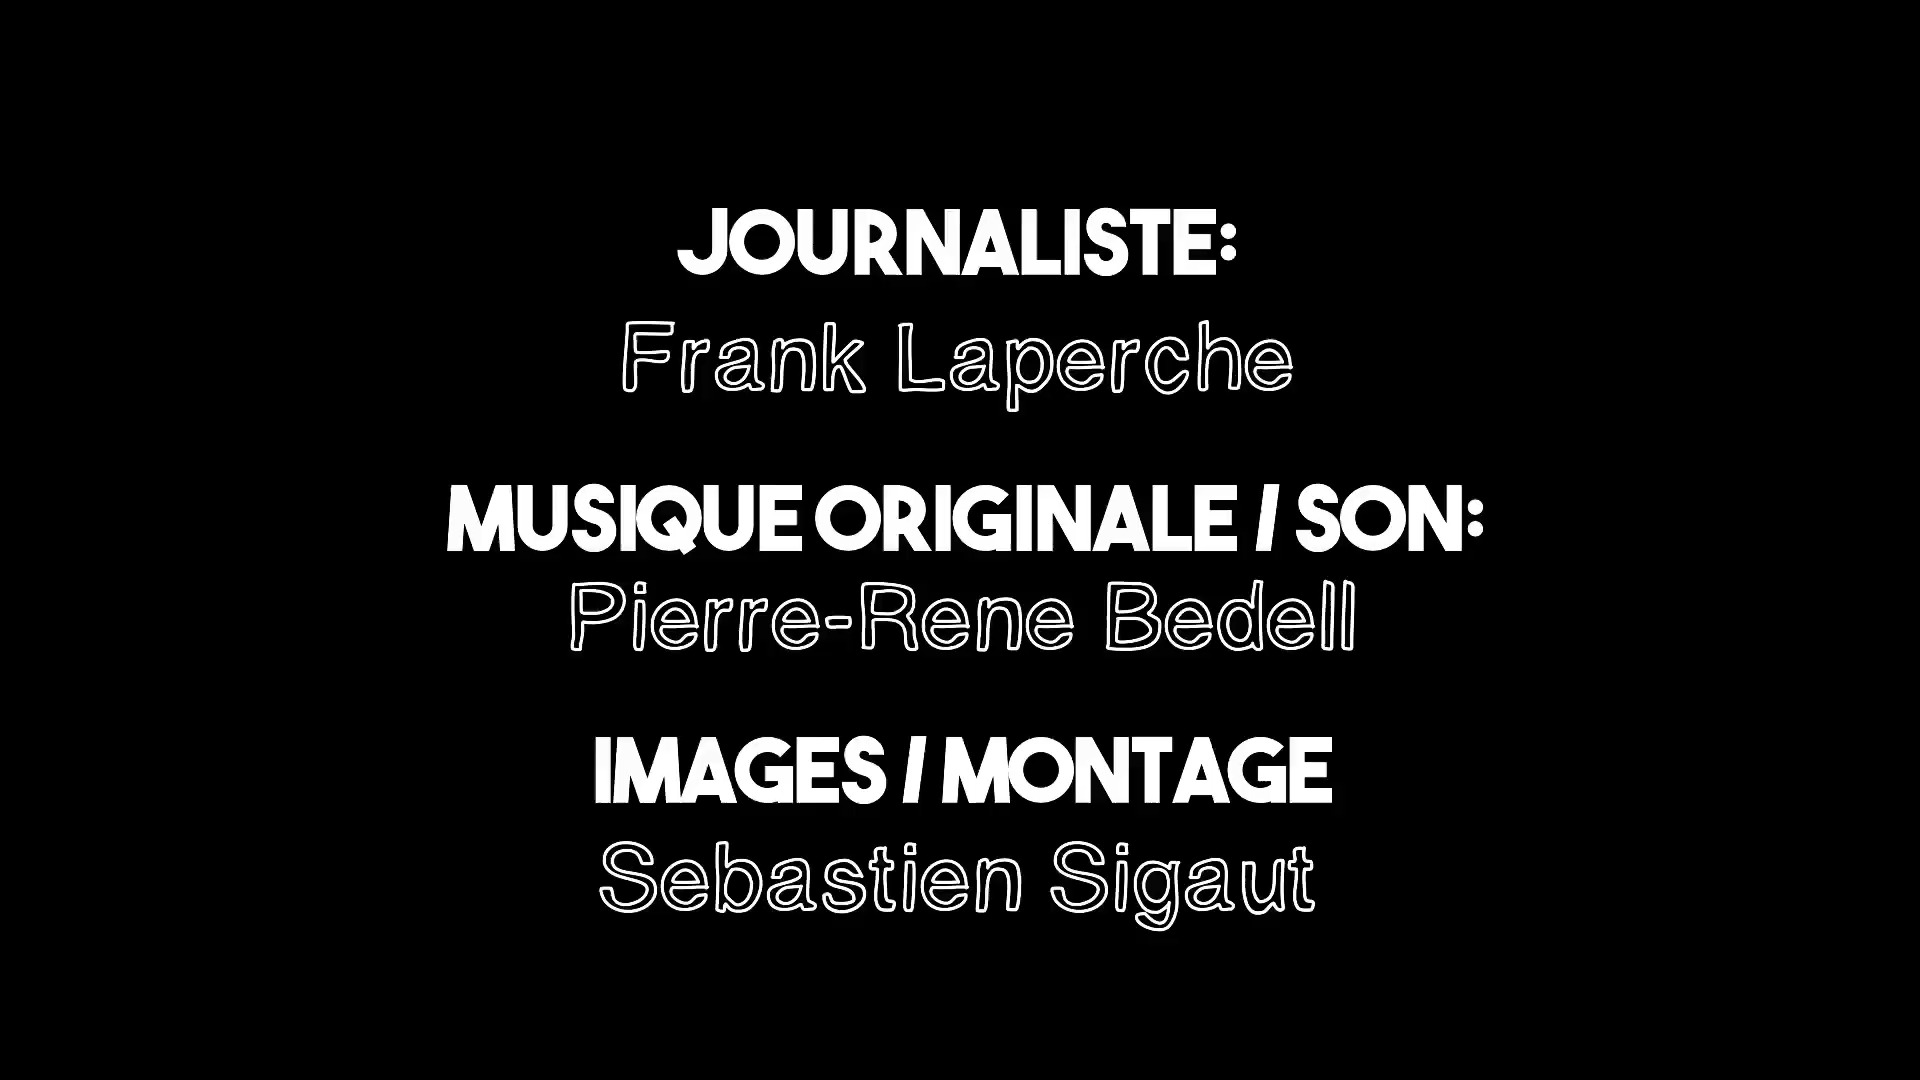 JOURNALISTE:
Frank Laperche
MUSIQUE ORIGINALE / SON:
Pierre-Rene Bedell
IMAGES / MONTAGE
Sebastien Sigaut